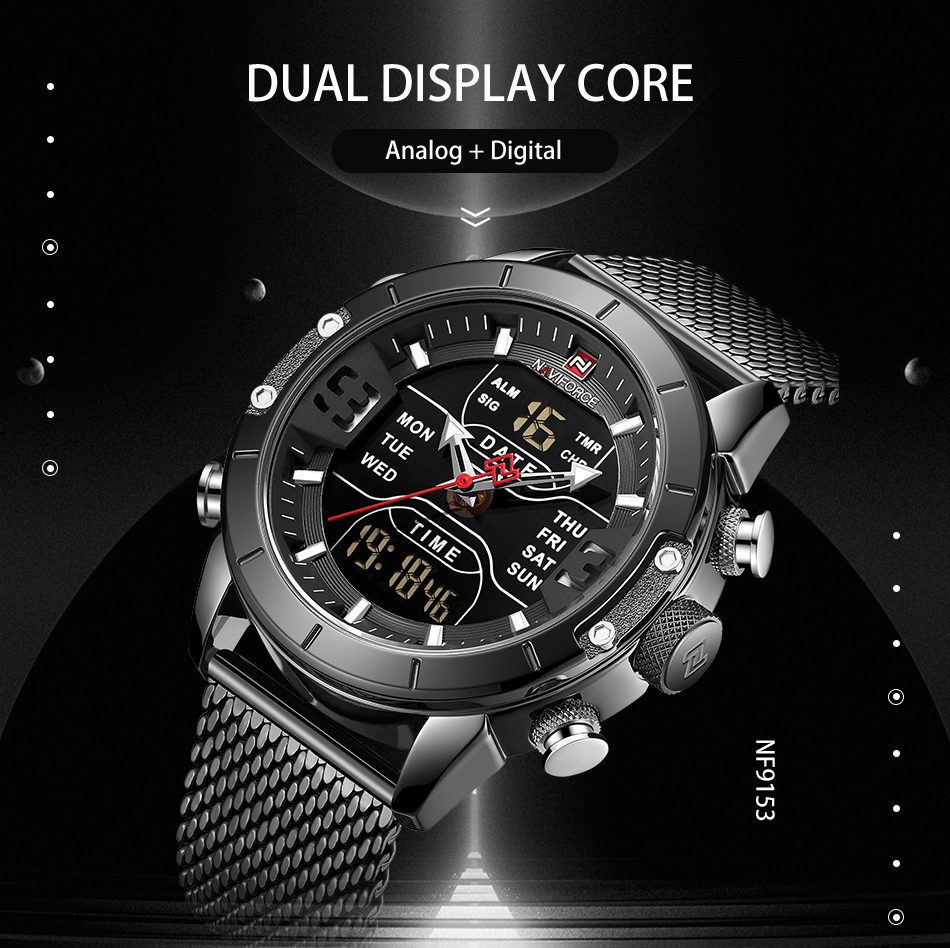 DUAL DISPLAY CORE
Analog + Digital
NAVIFORCE
ALM
SIG
16
TMR
CHR
DATE
MON
TUE
WED
THU
FRI
SAT
SUN
TIME
19:18 46
NF9153